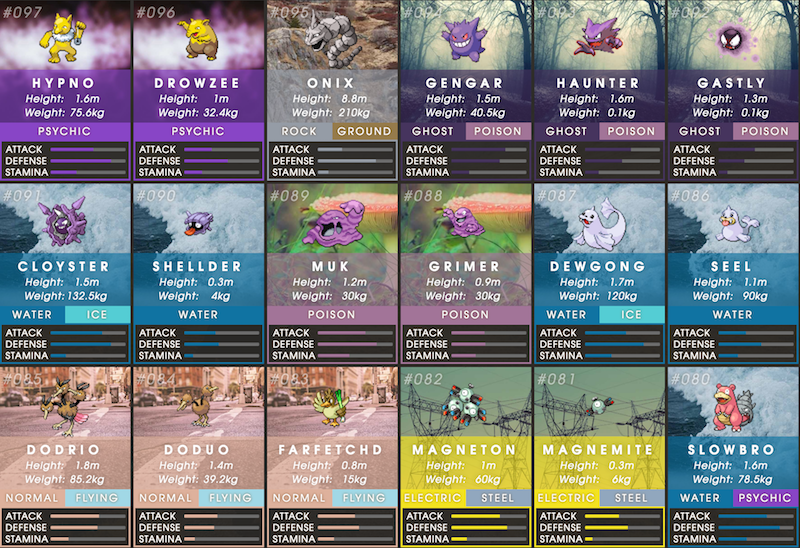 #097
HYPNO
Height: 1.6m
Weight: 75.6kg
PSYCHIC
ATTACK
DEFENSE
STAMINA
#096
DROWZEE
Height: 1m
Weight: 32.4kg
PSYCHIC
ATTACK
DEFENSE
STAMINA
#095
ONIX
Height: 8.8m
Weight: 210kg
ROCK GROUND
ATTACK
DEFENSE
STAMINA
#094
GENGAR
Height: 1.5m
Weight: 40.5kg
GHOST POISON
ATTACK
DEFENSE
STAMINA
#093
HAUNTER
Height: 1.6m
Weight: 0.1kg
GHOST POISON
ATTACK
DEFENSE
STAMINA
#092
GASTLY
Height: 1.3m
Weight: 0.1kg
GHOST POISON
ATTACK
DEFENSE
STAMINA
#091
CLOYSTER
Height: 1.5m
Weight: 132.5kg
WATER ICE
ATTACK
DEFENSE
STAMINA
#090
SHELLDER
Height: 0.3m
Weight: 4kg
WATER
ATTACK
DEFENSE
STAMINA
#089
MUK
Height: 1.2m
Weight: 30kg
POISON
ATTACK
DEFENSE
STAMINA
#088
GRIMER
Height: 0.9m
Weight: 30kg
POISON
ATTACK
DEFENSE
STAMINA
#087
DEWGONG
Height: 1.7m
Weight: 120kg
WATER ICE
ATTACK
DEFENSE
STAMINA
#086
SEEL
Height: 1.1m
Weight: 90kg
WATER
ATTACK
DEFENSE
STAMINA
#085
DODRIO
Height: 1.8m
Weight: 85.2kg
NORMAL FLYING
ATTACK
DEFENSE
STAMINA
#084
DODUO
Height: 1.4m
Weight: 39.2kg
NORMAL FLYING
ATTACK
DEFENSE
STAMINA
#083
FARFETCHD
Height: 0.8m
Weight: 15kg
NORMAL FLYING
ATTACK
DEFENSE
STAMINA
#082
MAGNETON
Height: 1m
Weight: 60kg
ELECTRIC STEEL
ATTACK
DEFENSE
STAMINA
#081
MAGNEMITE
Height: 0.3m
Weight: 6kg
ELECTRIC STEEL
ATTACK
DEFENSE
STAMINA
#080
SLOWBRO
Height: 1.6m
Weight: 78.5kg
WATER PSYCHIC
ATTACK
DEFENSE
STAMINA